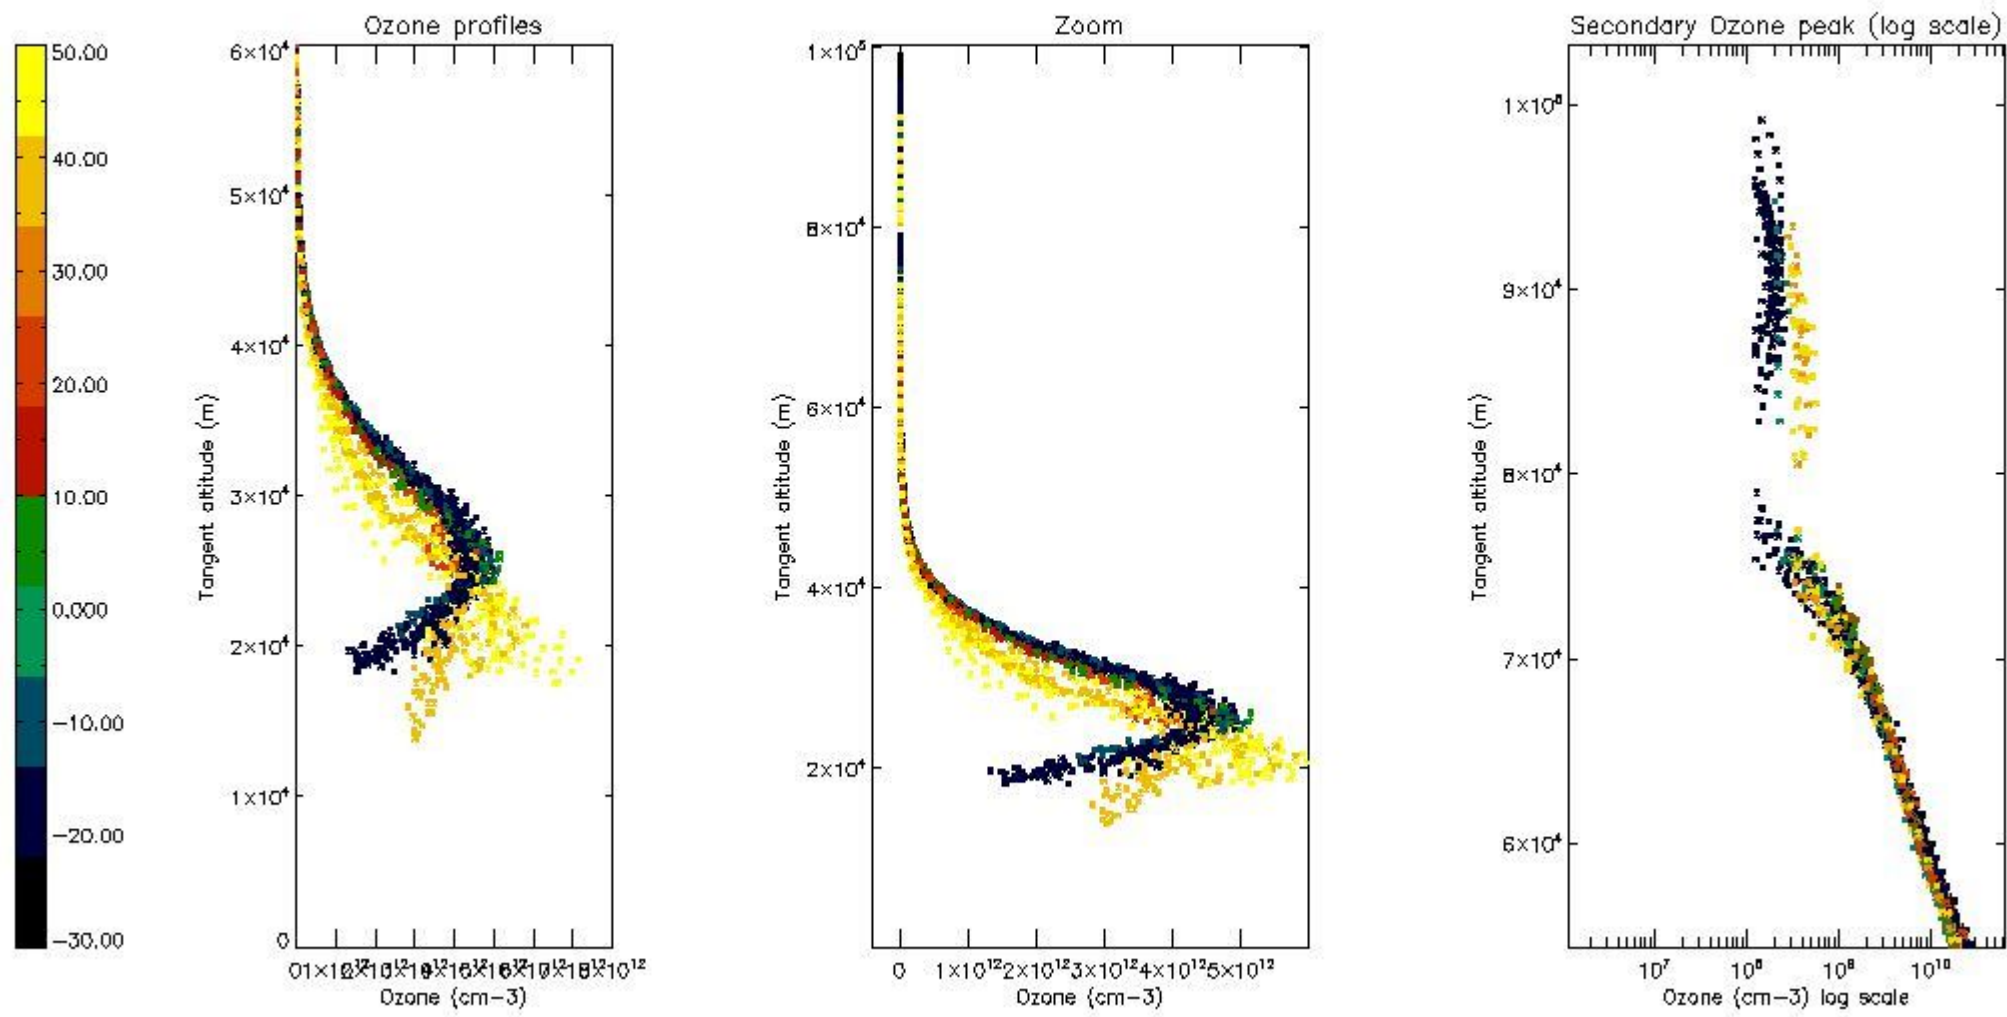 Ozone profiles
Zoom
Secondary Ozone peak (log scale)
50.00
40.00
30.00
20.00
10.00
0.000
−10.00
−20.00
−30.00
6×10⁴
5×10⁴
4×10⁴
3×10⁴
2×10⁴
1×10⁴
0
Tangent altitude (m)
Ozone (cm−3)
1×10⁵
8×10⁴
6×10⁴
4×10⁴
2×10⁴
Tangent altitude (m)
0 1×10¹² 2×10¹² 3×10¹² 4×10¹² 5×10¹²
Ozone (cm−3)
9×10⁴
8×10⁴
7×10⁴
6×10⁴
Tangent altitude (m)
10⁷ 10⁸ 10⁹ 10¹⁰
Ozone (cm−3) log scale